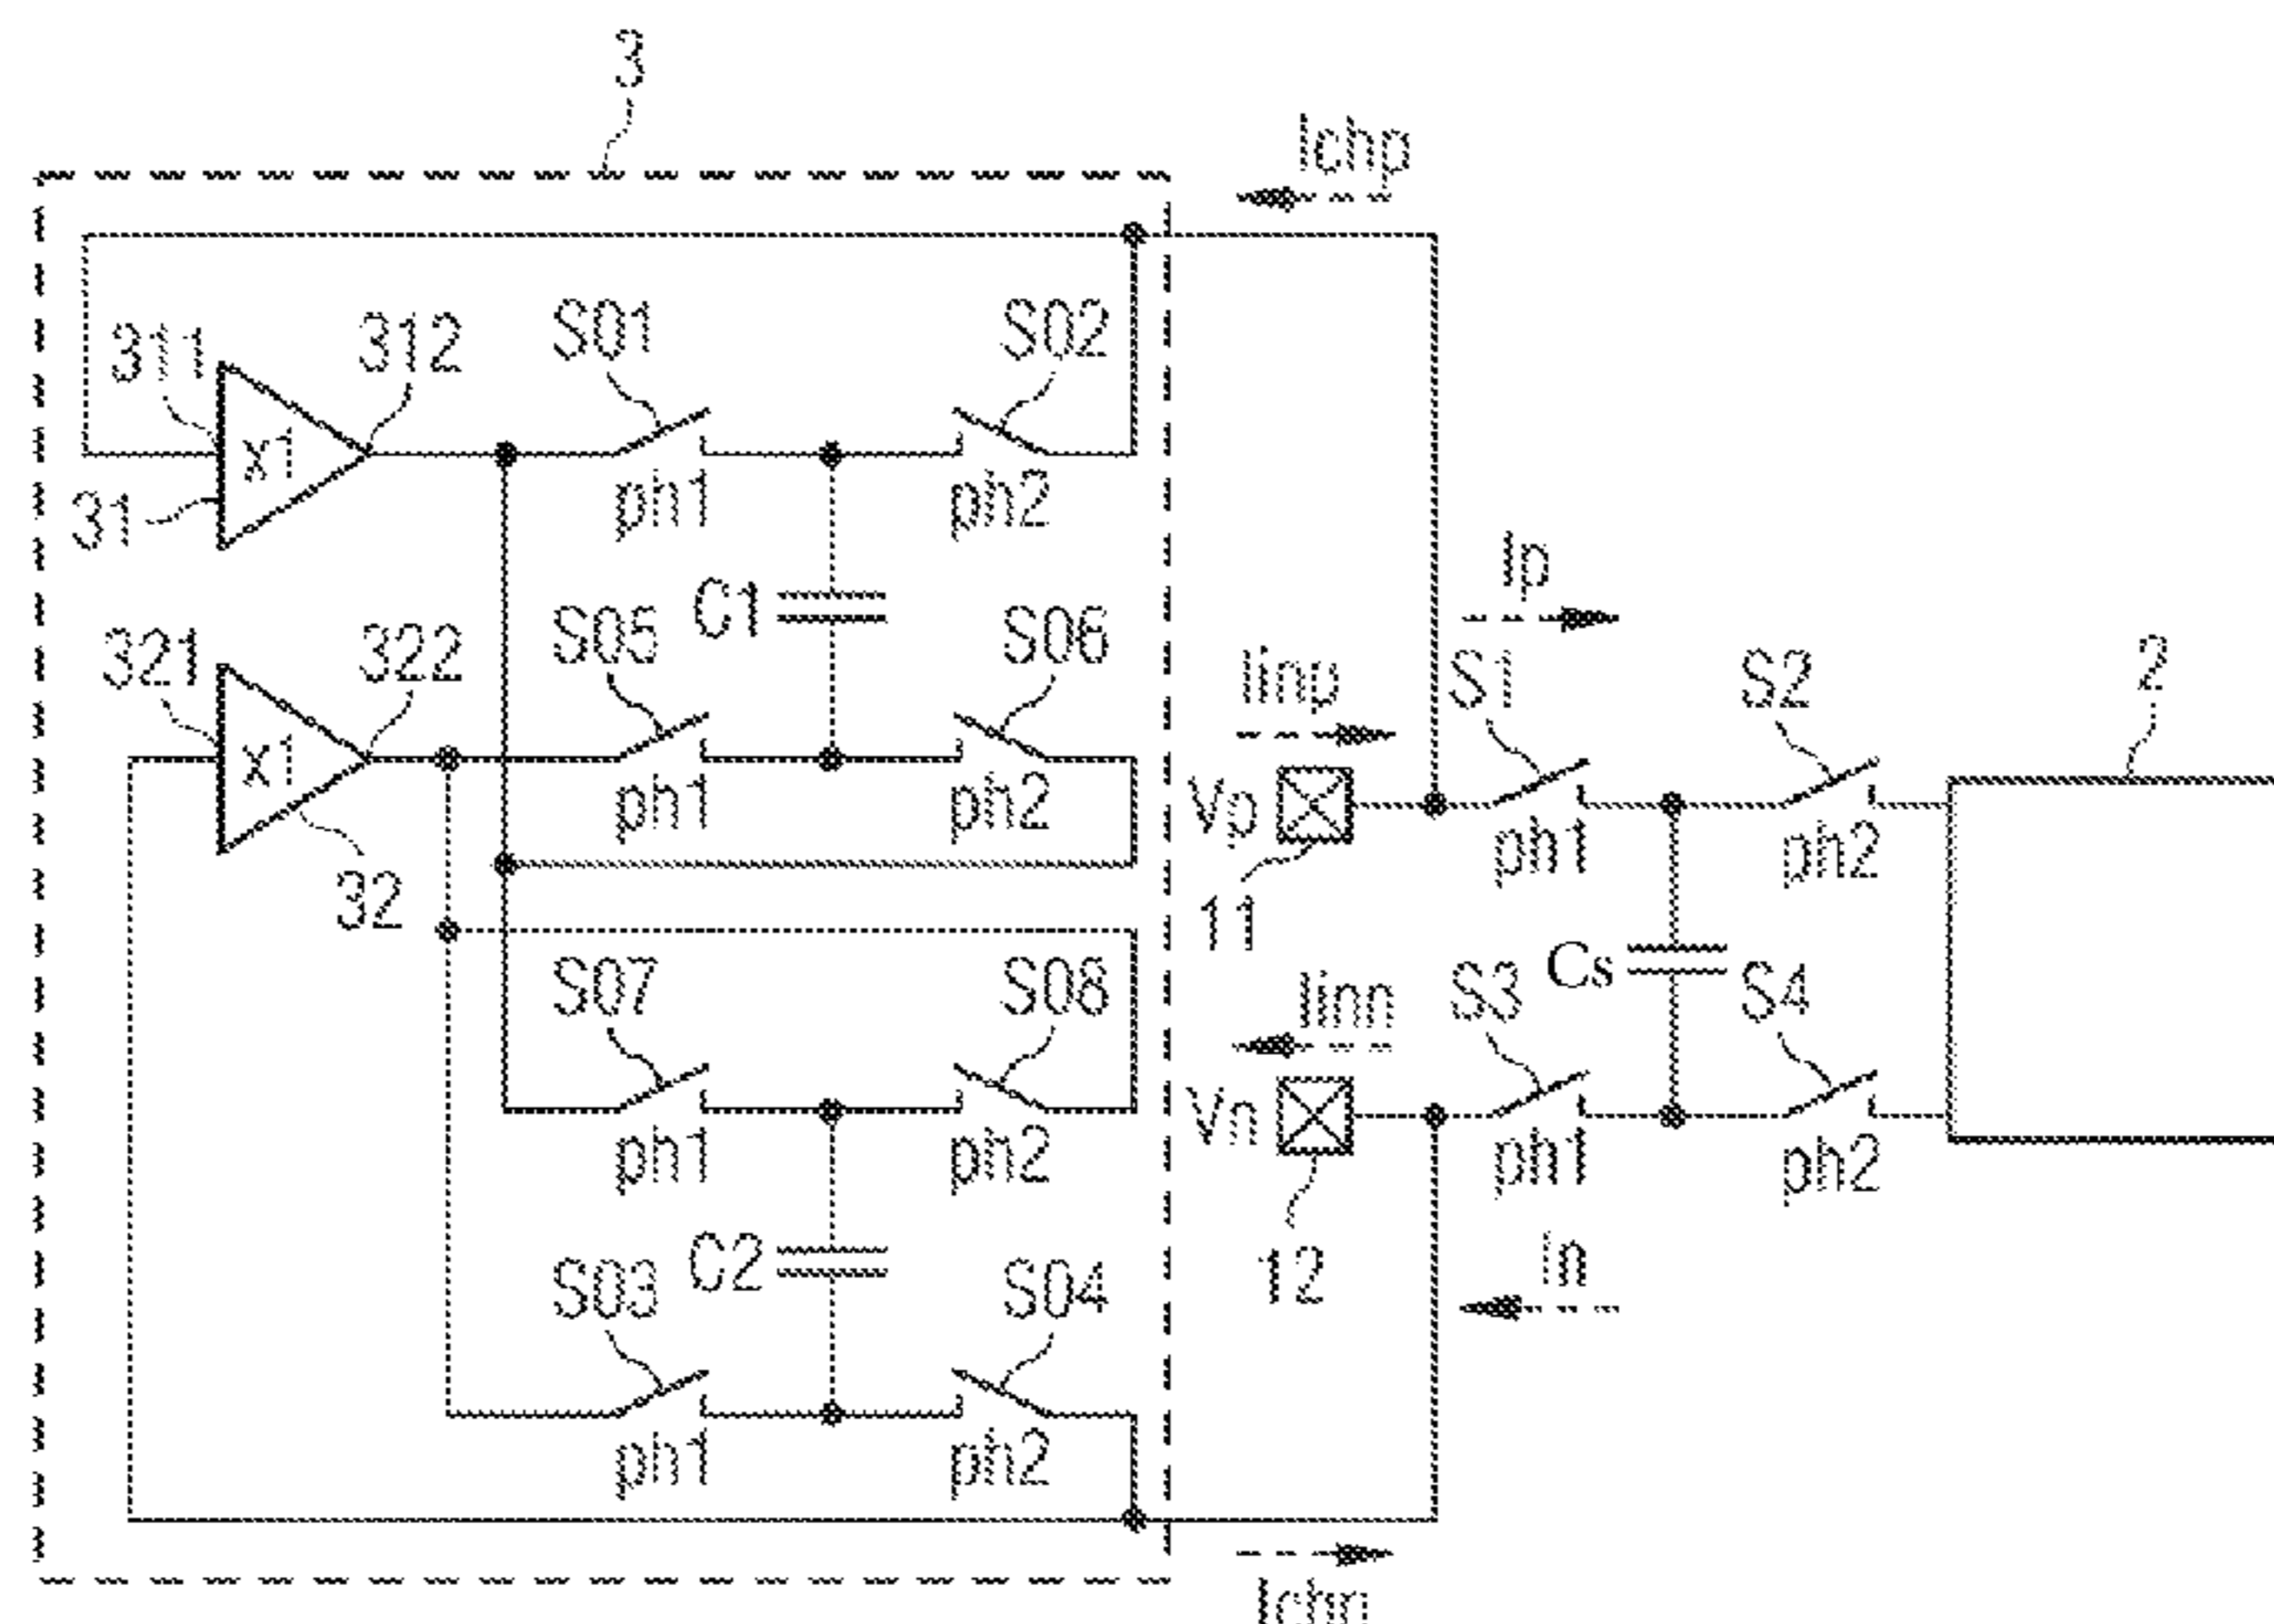 3
Ichp
S01
S02
311
312
x1
31
ph1
ph2
C1
Ip
S05
S06
321
322
x1
32
ph1
ph2
Iinp
S1
S2
2
Vp
11
ph1
ph2
S07
S08
Iinn
S3
Cs
S4
Vn
12
ph1
ph2
ph1
ph2
C2
In
S03
S04
ph1
ph2
Ichn